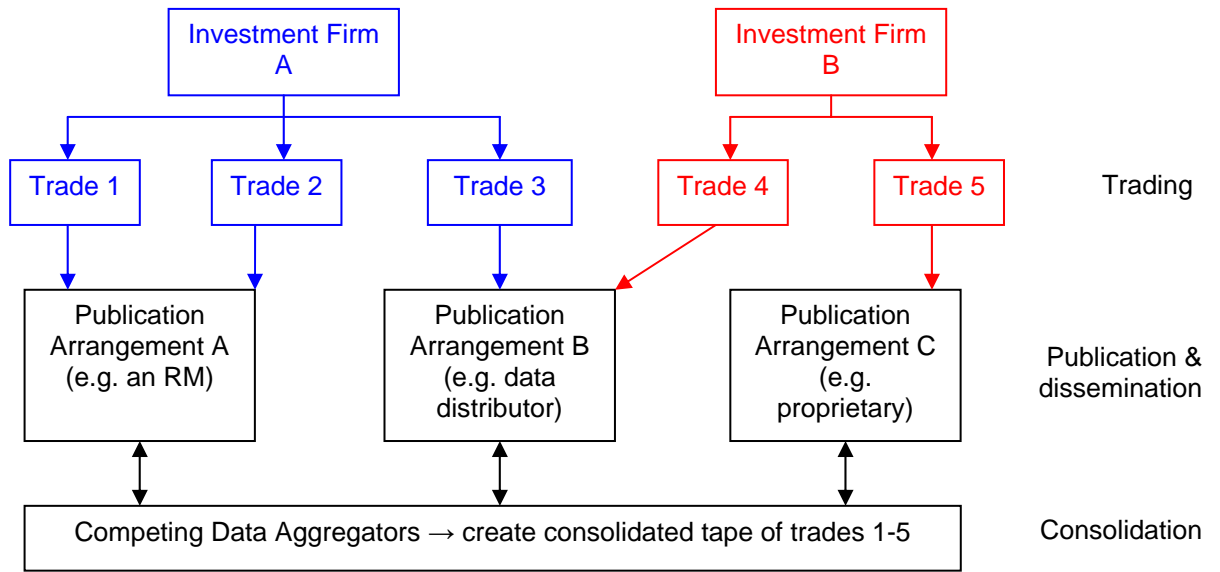 Investment Firm
A
Investment Firm
B
Trade 1
Trade 2
Trade 3
Trade 4
Trade 5
Trading
Publication
Arrangement A
(e.g. an RM)
Publication
Arrangement B
(e.g. data
distributor)
Publication
Arrangement C
(e.g.
proprietary)
Publication &
dissemination
Competing Data Aggregators → create consolidated tape of trades 1-5
Consolidation